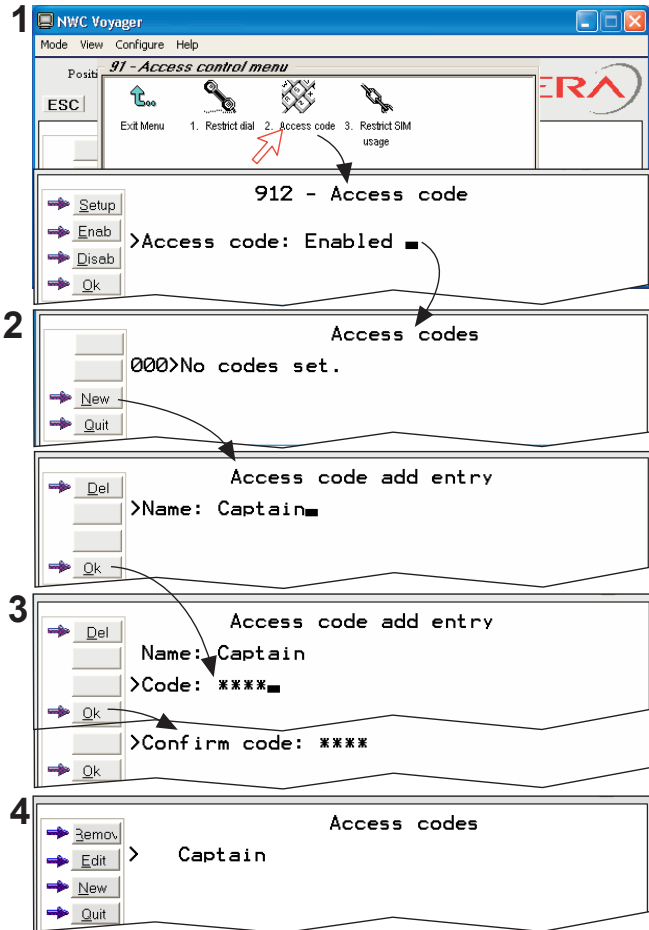 1
NWC Voyager
Mode View Configure Help
91 - Access control menu
ESC
Exit Menu
1. Restrict dial
2. Access code
3. Restrict SIM
usage
912 - Access code
Setup
Enab
>Access code: Enabled
Disab
Ok
2
Access codes
000>No codes set.
New
Quit
Access code add entry
Del
>Name: Captain
Ok
3
Access code add entry
Del
Name: Captain
>Code: ****
Ok
>Confirm code: ****
Ok
4
Access codes
Remov
Edit
> Captain
New
Quit